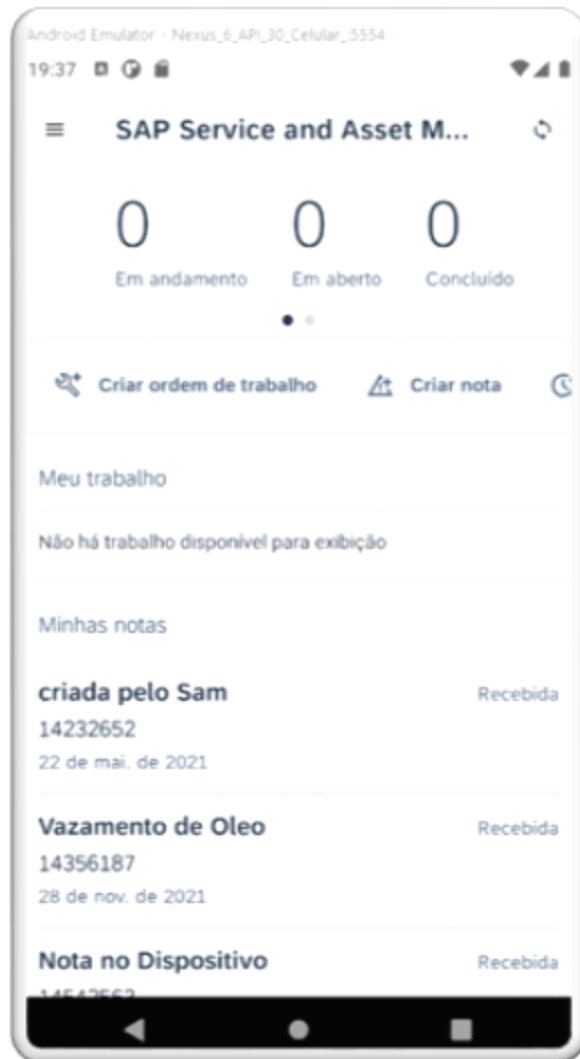 Android Emulator - Nexus_6_API_30_Celular_:5554
19:37
SAP Service and Asset M...
0 0 0
Em andamento Em aberto Concluído
Criar ordem de trabalho Criar nota
Meu trabalho
Não há trabalho disponível para exibição
Minhas notas
criada pelo Sam Recebida
14232652
22 de mai. de 2021
Vazamento de Oleo Recebida
14356187
28 de nov. de 2021
Nota no Dispositivo Recebida